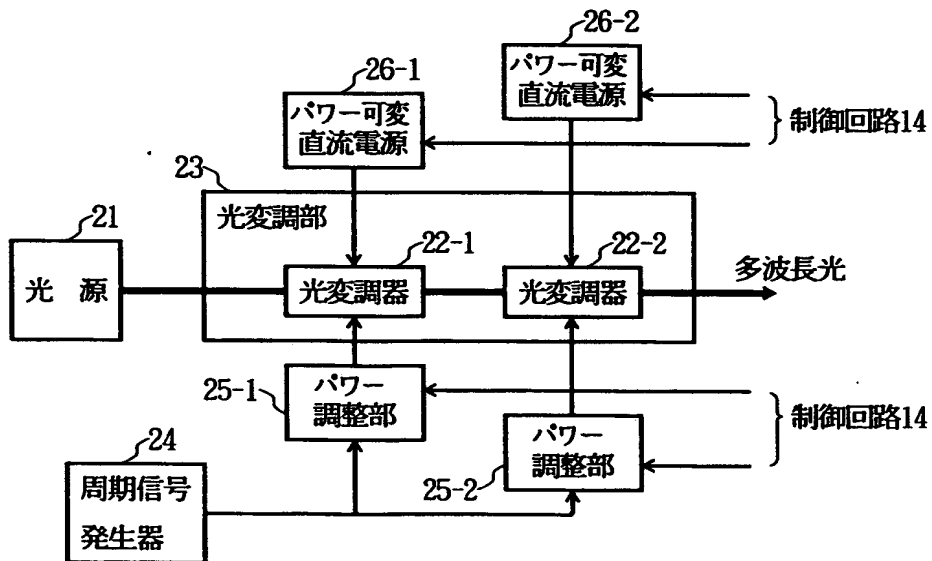 26-2
パワー可変
直流電源
26-1
パワー可変
直流電源
制御回路14
23
光変調部
21
光 源
22-1
光変調器
22-2
光変調器
多波長光
25-1
パワー
調整部
25-2
パワー
調整部
制御回路14
24
周期信号
発生器